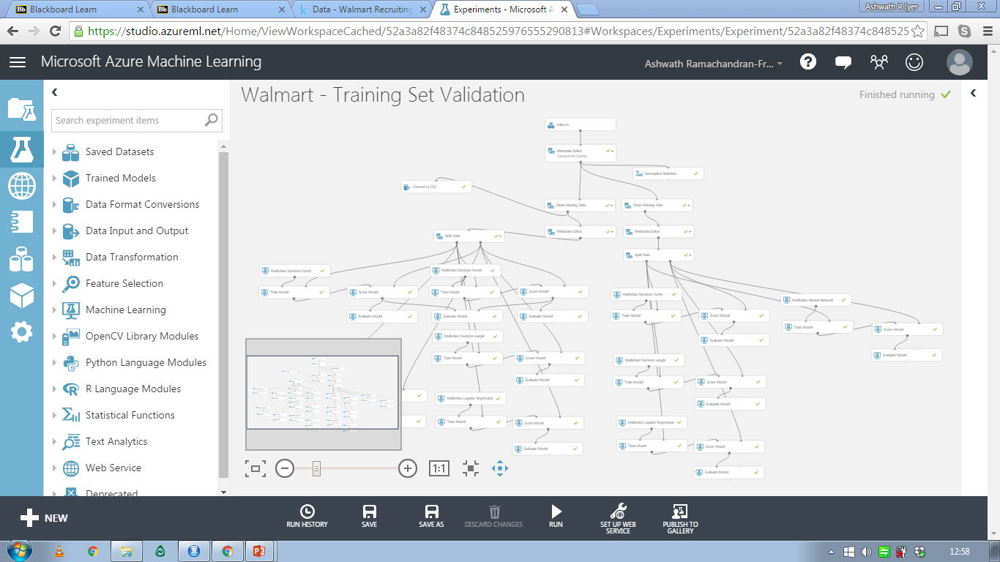 Blackboard Learn
Blackboard Learn
Data - Walmart Recruiting
Experiments - Microsoft A
Ashwath R Iyer
https://studio.azureml.net/Home/ViewWorkspaceCached/52a3a82f48374c848525976555290813#Workspaces/Experiments/Experiment/52a3a82f48374c848525
Microsoft Azure Machine Learning
Ashwath Ramachandran-Fr...
Walmart - Training Set Validation
Finished running
Search experiment items
Saved Datasets
Trained Models
Data Format Conversions
Data Input and Output
Data Transformation
Feature Selection
Machine Learning
OpenCV Library Modules
Python Language Modules
R Language Modules
Statistical Functions
Text Analytics
Web Service
Deprecated
train.csv
Metadata Editor
Categorical Casting
Descriptive Statistics
Convert to CSV
Clean Missing Data
Clean Missing Data
Metadata Editor
Metadata Editor
Split Data
Split Data
Multiclass Decision Forest
Multiclass Decision Forest
Train Model
Score Model
Train Model
Score Model
Multiclass Decision Forest
Multiclass Neural Network
Evaluate Model
Evaluate Model
Evaluate Model
Train Model
Score Model
Train Model
Score Model
Multiclass Decision Jungle
Evaluate Model
Train Model
Score Model
Evaluate Model
Multiclass Decision Jungle
Evaluate Model
Train Model
Score Model
Multiclass Logistic Regression
Evaluate Model
Train Model
Score Model
Multiclass Logistic Regression
Evaluate Model
Train Model
Score Model
Evaluate Model
1:1
NEW
RUN HISTORY
SAVE
SAVE AS
DISCARD CHANGES
RUN
SET UP WEB
SERVICE
PUBLISH TO
GALLERY
12:58